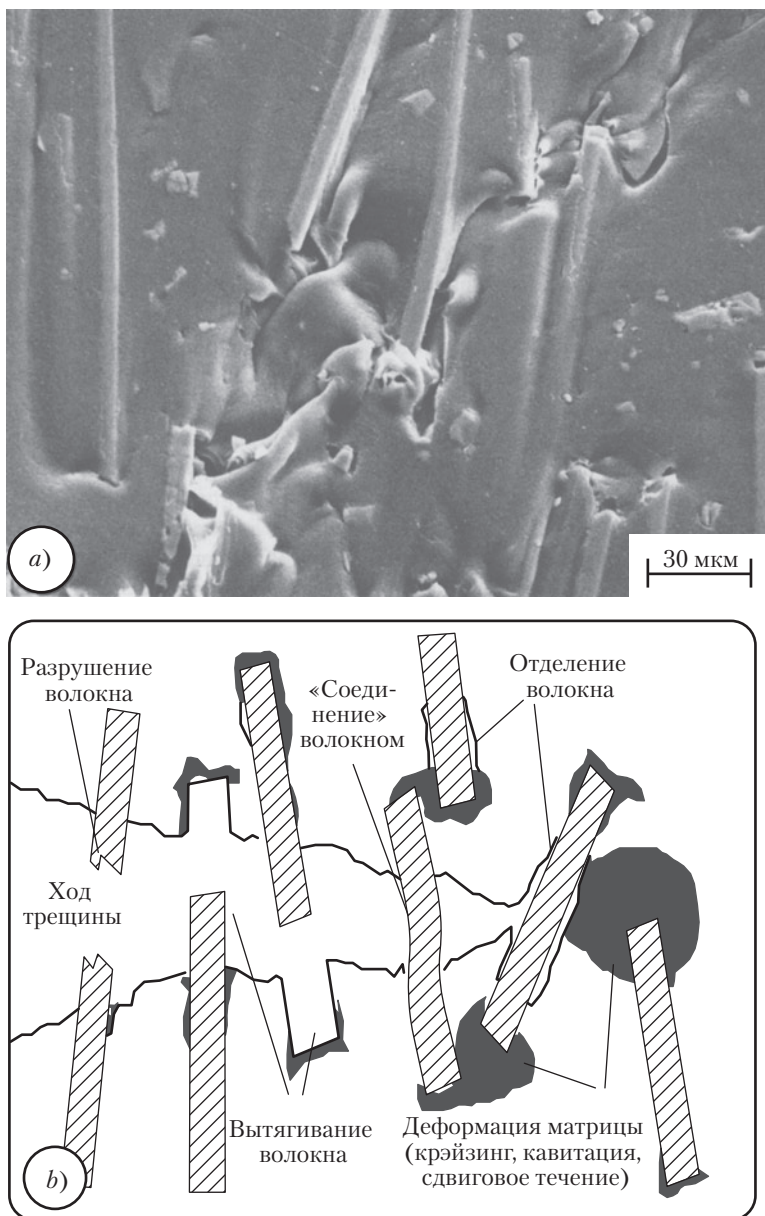 a)
30 мкм
Разрушение
волокна
«Соеди-
нение»
волокном
Отделение
волокна
Ход
трещины
Вытягивание
волокна
Деформация матрицы
(крэйзинг, кавитация,
сдвиговое течение)
b)